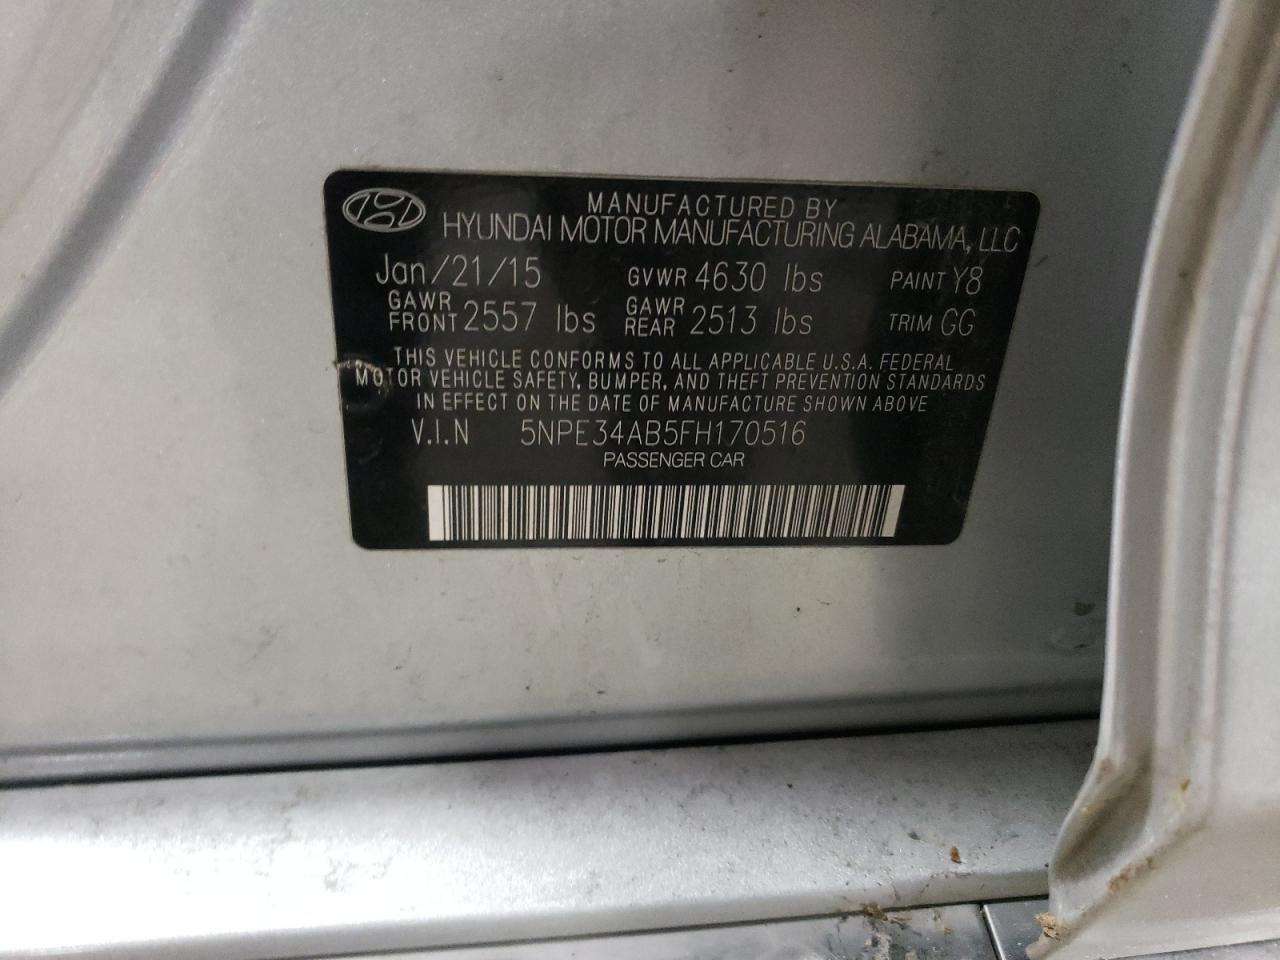 MANUFACTURED BY
HYUNDAI MOTOR MANUFACTURING ALABAMA, LLC
Jan/21/15 GVWR 4630 lbs PAINT Y8
GAWR FRONT 2557 lbs GAWR REAR 2513 lbs TRIM GG
THIS VEHICLE CONFORMS TO ALL APPLICABLE U.S.A. FEDERAL
MOTOR VEHICLE SAFETY, BUMPER, AND THEFT PREVENTION STANDARDS
IN EFFECT ON THE DATE OF MANUFACTURE SHOWN ABOVE
V.I.N 5NPE34AB5FH170516
PASSENGER CAR